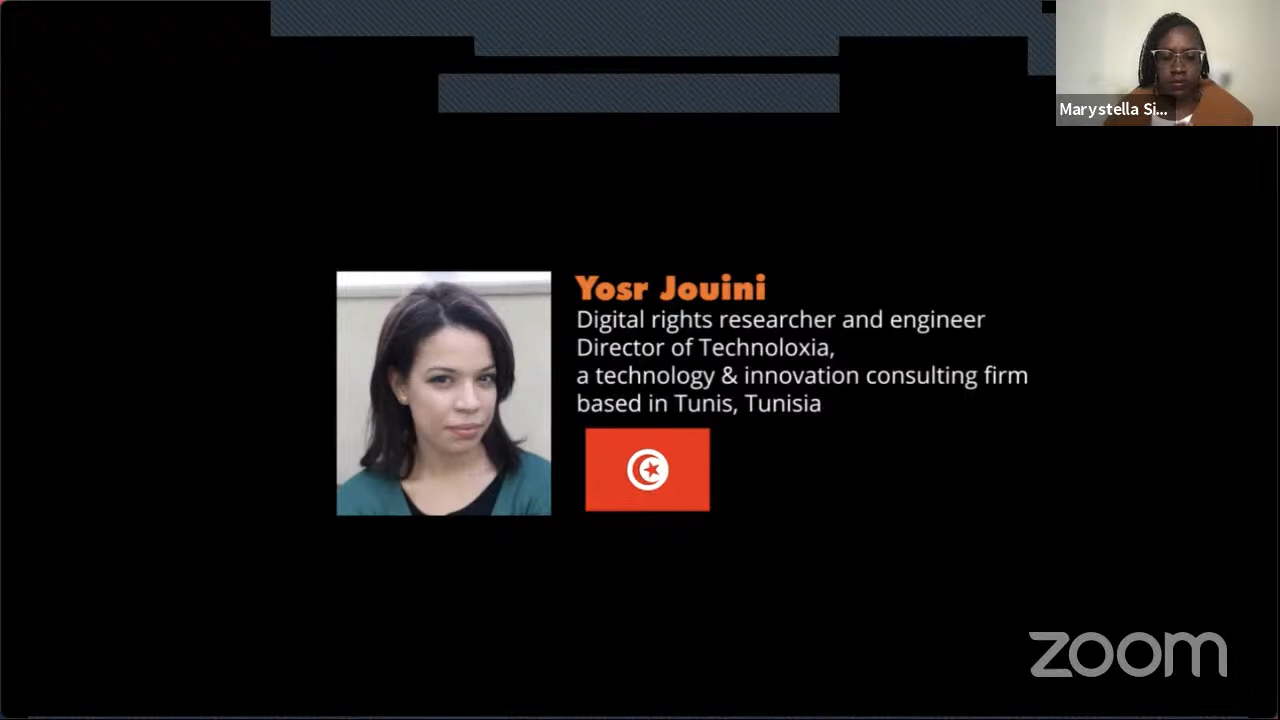 Marystella Si...
Yosr Jouini
Digital rights researcher and engineer
Director of Technoloxia,
a technology & innovation consulting firm
based in Tunis, Tunisia
zoom